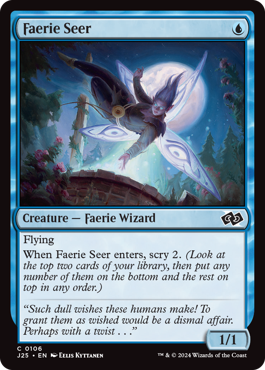 Faerie Seer
Creature — Faerie Wizard
Flying
When Faerie Seer enters, scry 2. (Look
at the top two cards of your library, then put any
number of them on the bottom and the rest on
top in any order.)
“Such dull wishes these humans make! To
grant them as wished would be a dismal affair.
Perhaps with a twist . . .”
1/1
C 0106
J25 • EN Eelis Kyttanen
™ & © 2024 Wizards of the Coast